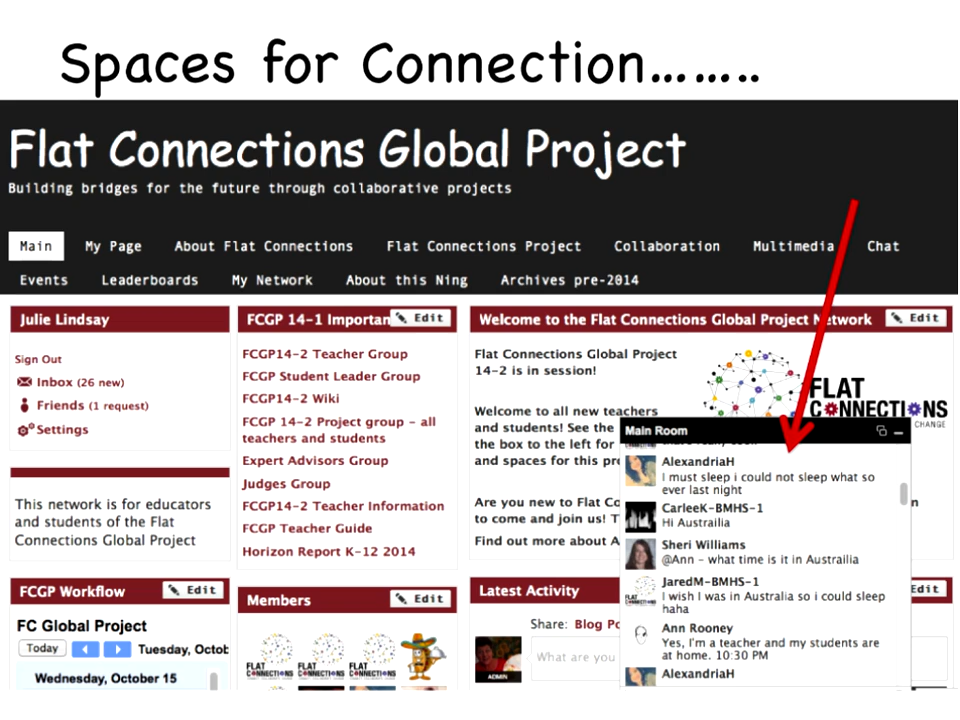 Spaces for Connection……..
Flat Connections Global Project
Building bridges for the future through collaborative projects
Main My Page About Flat Connections Flat Connections Project Collaboration Multimedia Chat
Events Leaderboards My Network About this Ning Archives pre-2014
Julie Lindsay
Sign Out
Inbox (26 new)
Friends (1 request)
Settings
This network is for educators
and students of the Flat
Connections Global Project
FCGP Workflow Edit
FC Global Project
Today Tuesday, Octob
Wednesday, October 15
FCGP 14-1 Importan Edit
FCGP14-2 Teacher Group
FCGP Student Leader Group
FCGP14-2 Wiki
FCGP 14-2 Project group - all
teachers and students
Expert Advisors Group
Judges Group
FCGP14-2 Teacher Information
FCGP Teacher Guide
Horizon Report K-12 2014
Members Edit
FLAT FLAT FLAT
CONNECTIONS CONNECTIONS CONNECTIONS
Welcome to the Flat Connections Global Project Network Edit
Flat Connections Global Project
14-2 is in session!
Welcome to all new teachers
and students! See the
the box to the left for
and spaces for this pr
Are you new to Flat Co
to come and join us! T
Find out more about A
FLAT
CONNECTIONS
CHANGE
Latest Activity Edit
Share: Blog Po
What are you
ADMIN
Main Room
AlexandriaH
I must sleep i could not sleep what so
ever last night
CarleeK-BMHS-1
Hi Austrailia
Sheri Williams
@Ann - what time is it in Austrailia
JaredM-BMHS-1
I wish I was in Australia so i could sleep
haha
Ann Rooney
Yes, I'm a teacher and my students are
at home. 10:30 PM
AlexandriaH